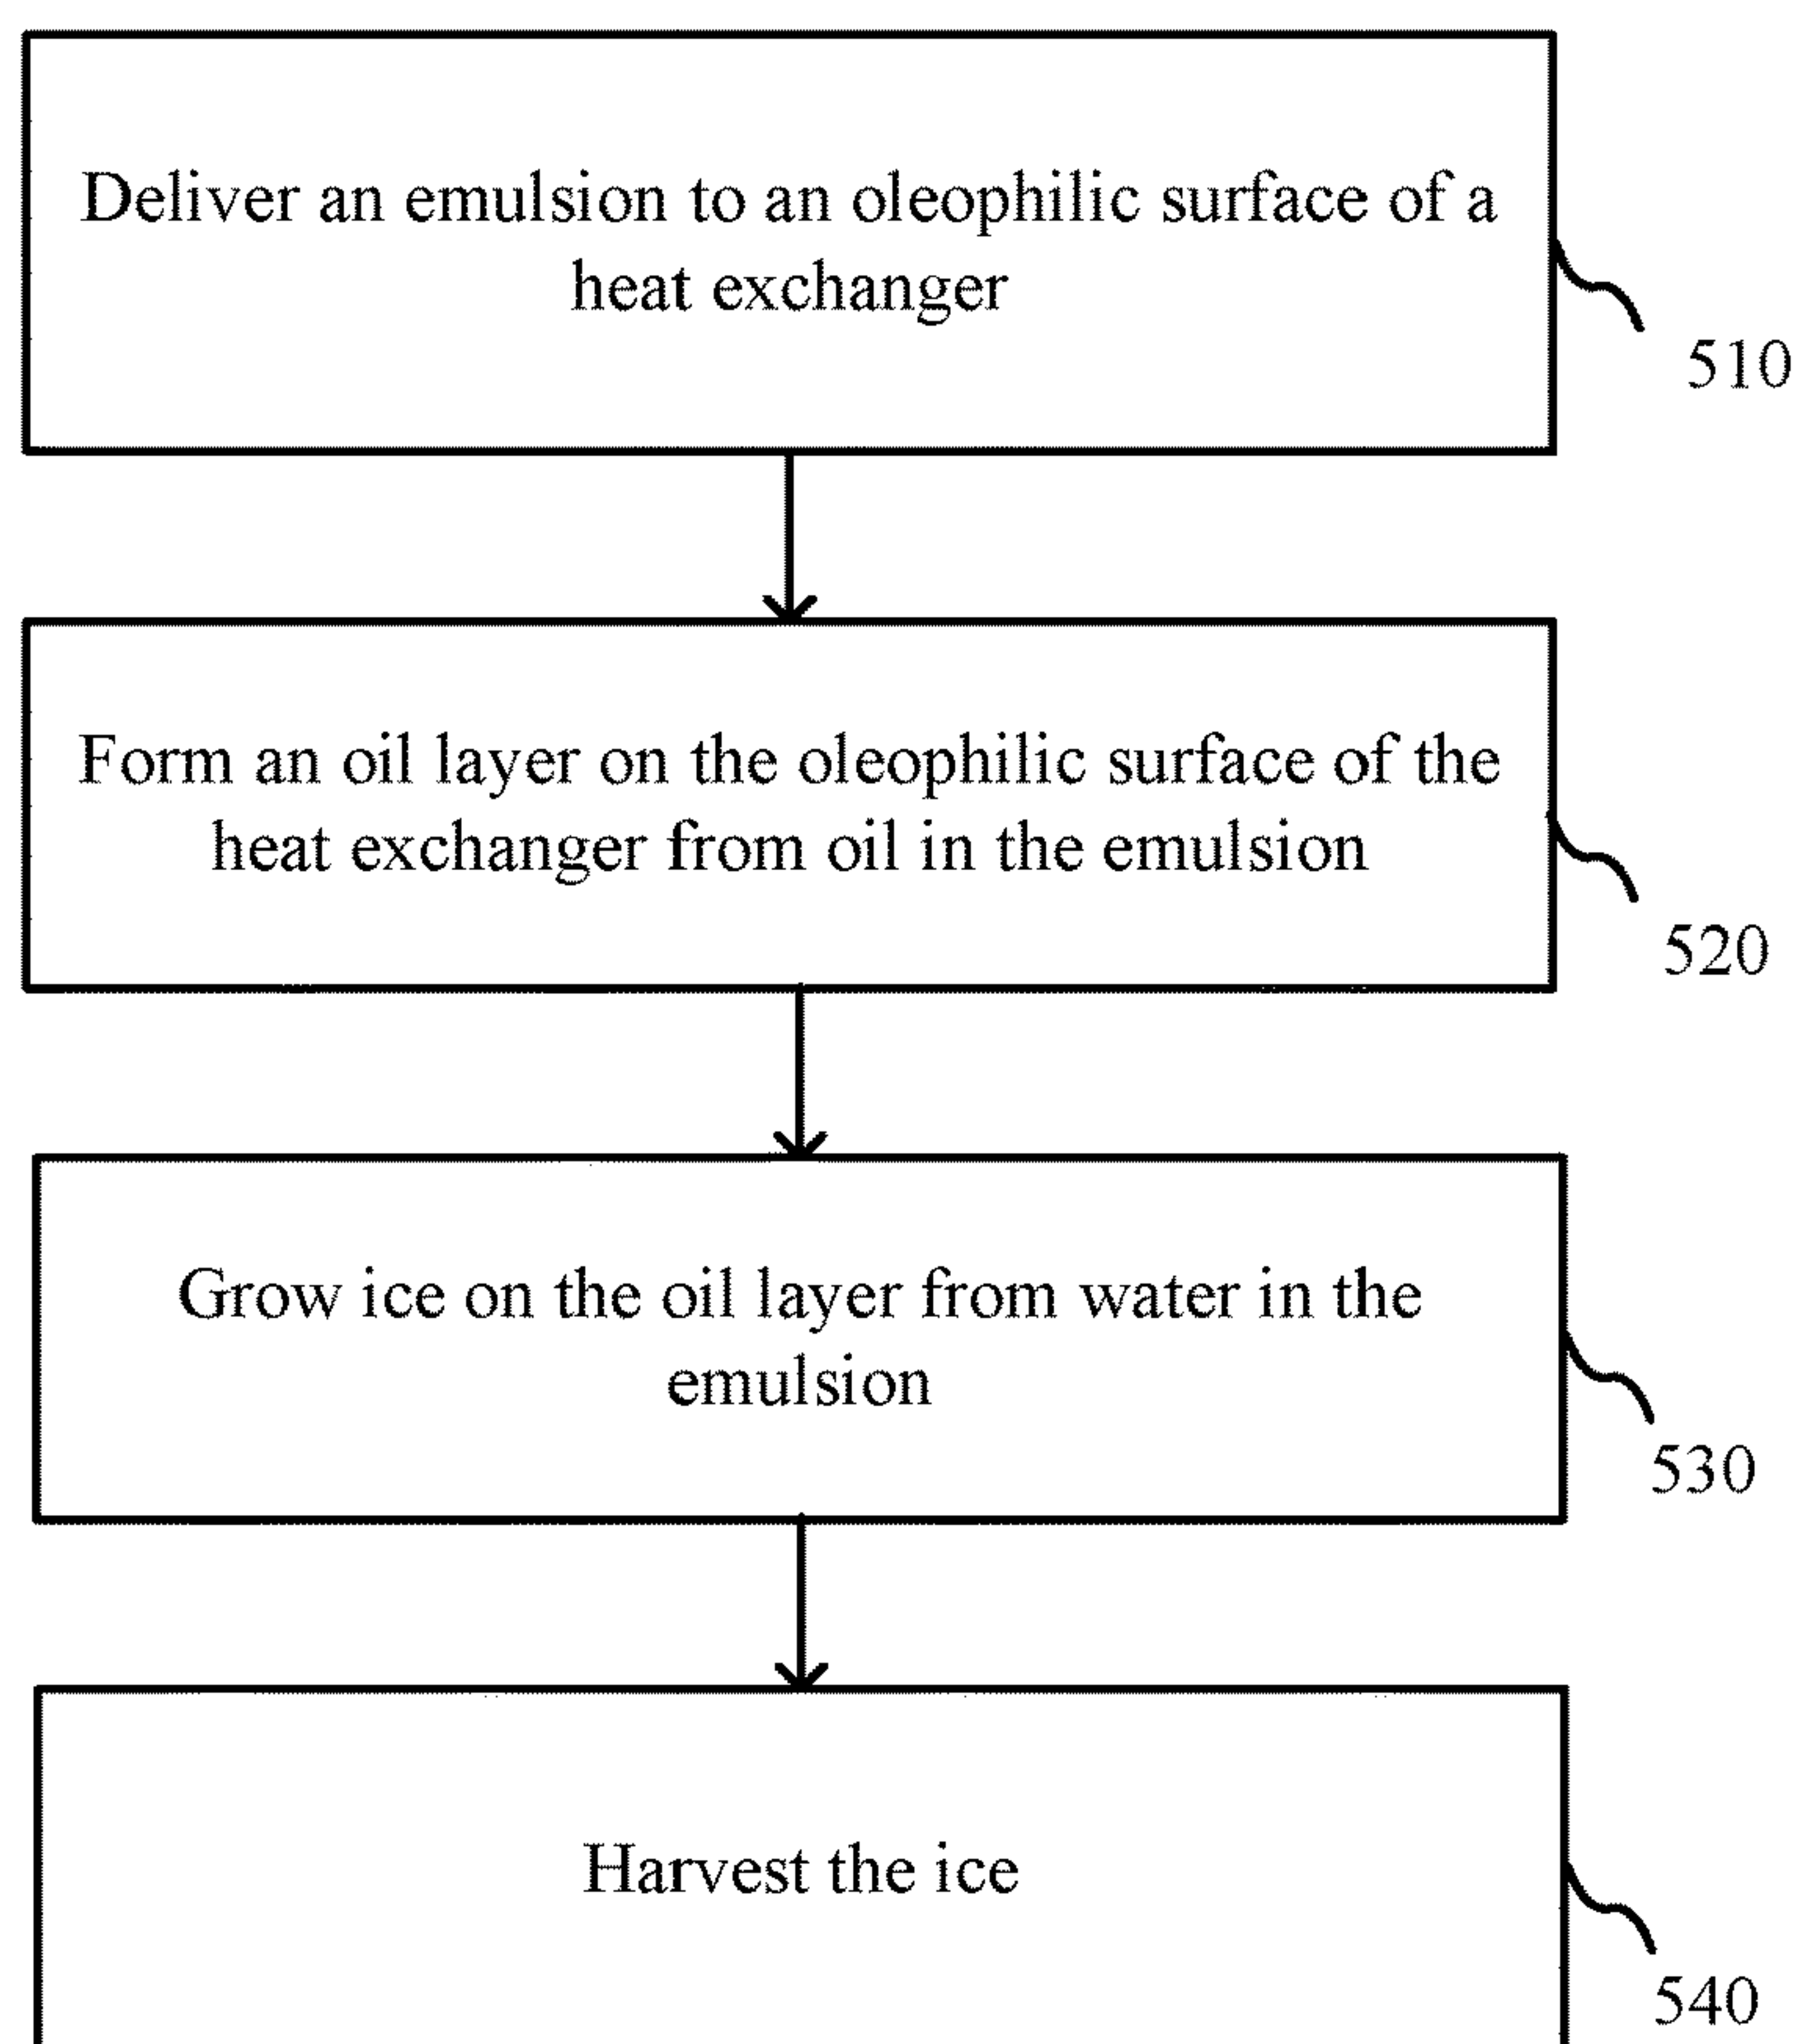 Deliver an emulsion to an oleophilic surface of a
heat exchanger
510
Form an oil layer on the oleophilic surface of the
heat exchanger from oil in the emulsion
520
Grow ice on the oil layer from water in the
emulsion
530
Harvest the ice
540